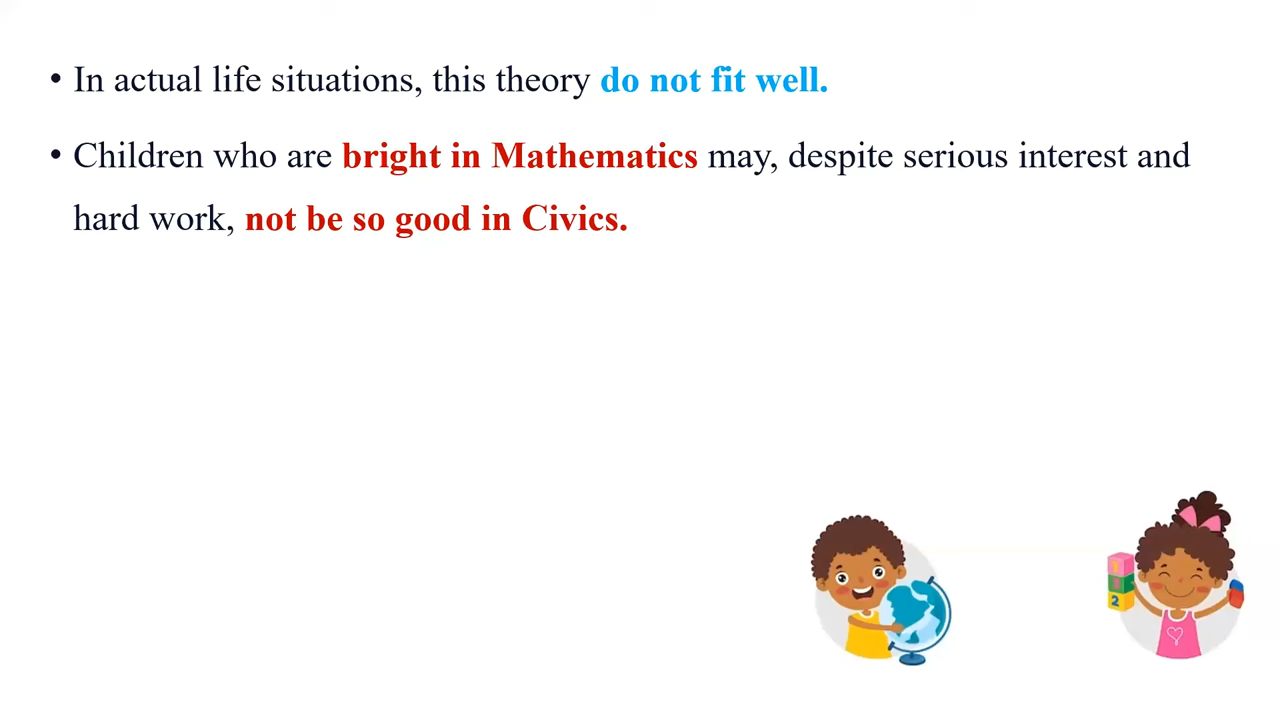 • In actual life situations, this theory do not fit well.
• Children who are bright in Mathematics may, despite serious interest and
hard work, not be so good in Civics.
2